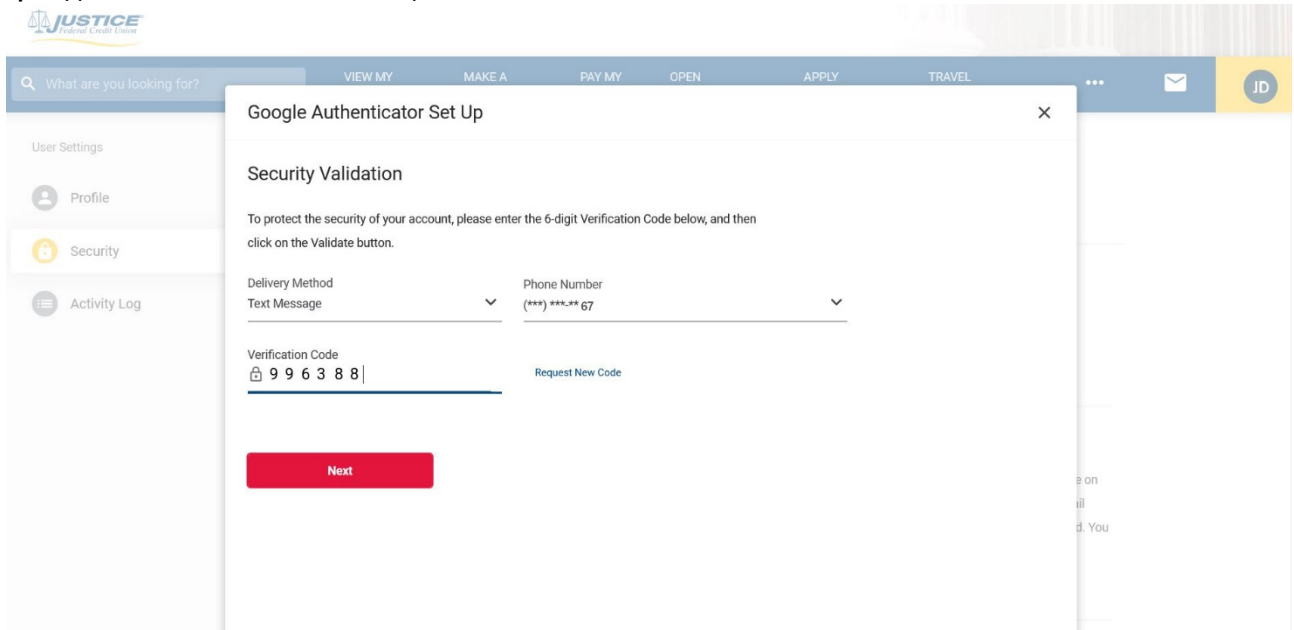 JUSTICE
Federal Credit Union
What are you looking for?
VIEW MY
MAKE A
PAY MY
OPEN
APPLY
TRAVEL
...
JD
Google Authenticator Set Up
User Settings
Profile
Security
Activity Log
Security Validation
To protect the security of your account, please enter the 6-digit Verification Code below, and then
click on the Validate button.
Delivery Method
Phone Number
Text Message
(***) ***-** 67
Verification Code
9 9 6 3 8 8
Request New Code
Next
e on
ail
d. You